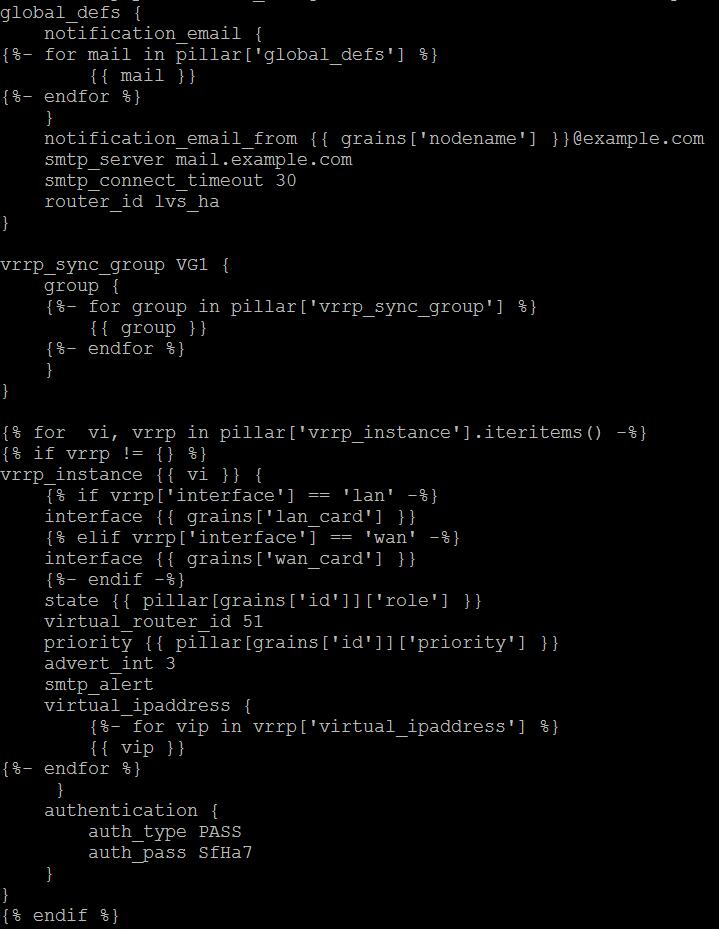 global_defs {
    notification_email {
{%- for mail in pillar['global_defs'] %}
        {{ mail }}
{%- endfor %}
    }
    notification_email_from {{ grains['nodename'] }}@example.com
    smtp_server mail.example.com
    smtp_connect_timeout 30
    router_id lvs_ha
}

vrrp_sync_group VG1 {
    group {
    {%- for group in pillar['vrrp_sync_group'] %}
        {{ group }}
    {%- endfor %}
    }
}

{% for  vi, vrrp in pillar['vrrp_instance'].iteritems() -%}
{% if vrrp != {} %}
vrrp_instance {{ vi }} {
    {% if vrrp['interface'] == 'lan' -%}
    interface {{ grains['lan_card'] }}
    {% elif vrrp['interface'] == 'wan' -%}
    interface {{ grains['wan_card'] }}
    {%- endif -%}
    state {{ pillar[grains['id']]['role'] }}
    virtual_router_id 51
    priority {{ pillar[grains['id']]['priority'] }}
    advert_int 3
    smtp_alert
    virtual_ipaddress {
        {%- for vip in vrrp['virtual_ipaddress'] %}
        {{ vip }}
{%- endfor %}
     }
    authentication {
        auth_type PASS
        auth_pass SfHa7
    }
}
{% endif %}